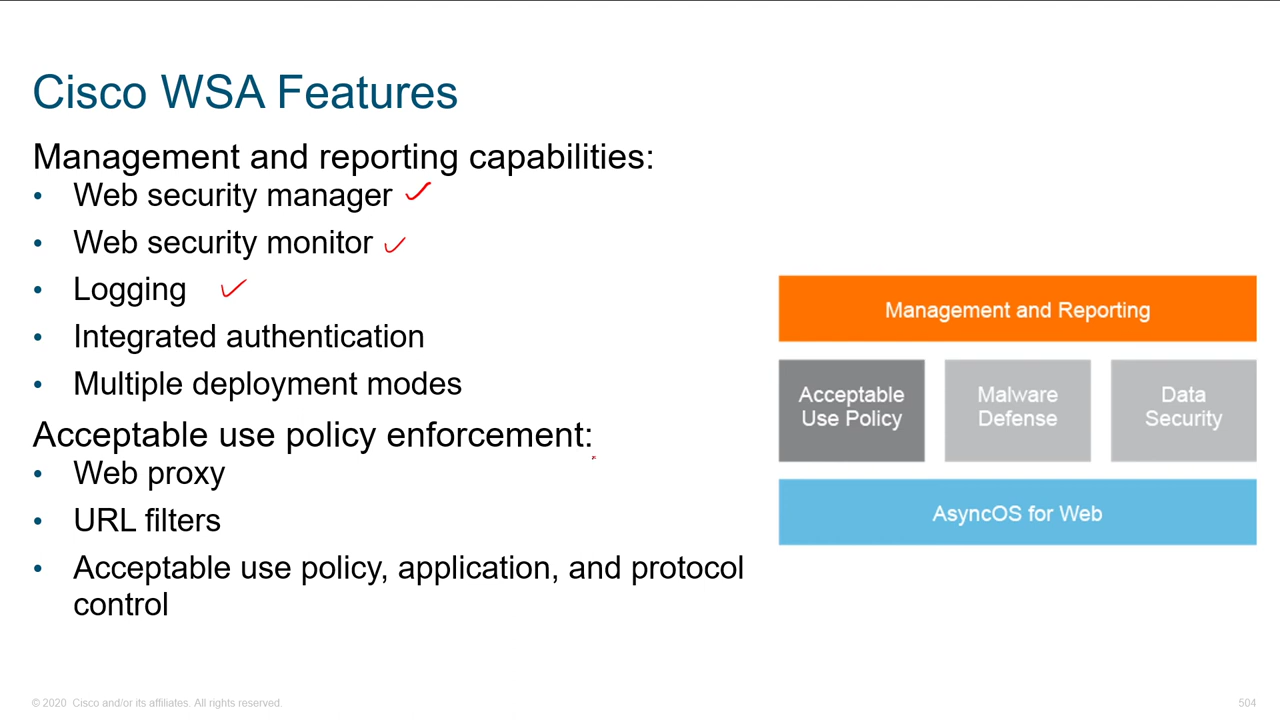 Cisco WSA Features
Management and reporting capabilities:
• Web security manager
• Web security monitor
• Logging
• Integrated authentication
• Multiple deployment modes
Acceptable use policy enforcement:
• Web proxy
• URL filters
• Acceptable use policy, application, and protocol
control
Management and Reporting
Acceptable
Use Policy
Malware
Defense
Data
Security
AsyncOS for Web
© 2020 Cisco and/or its affiliates. All rights reserved.
504